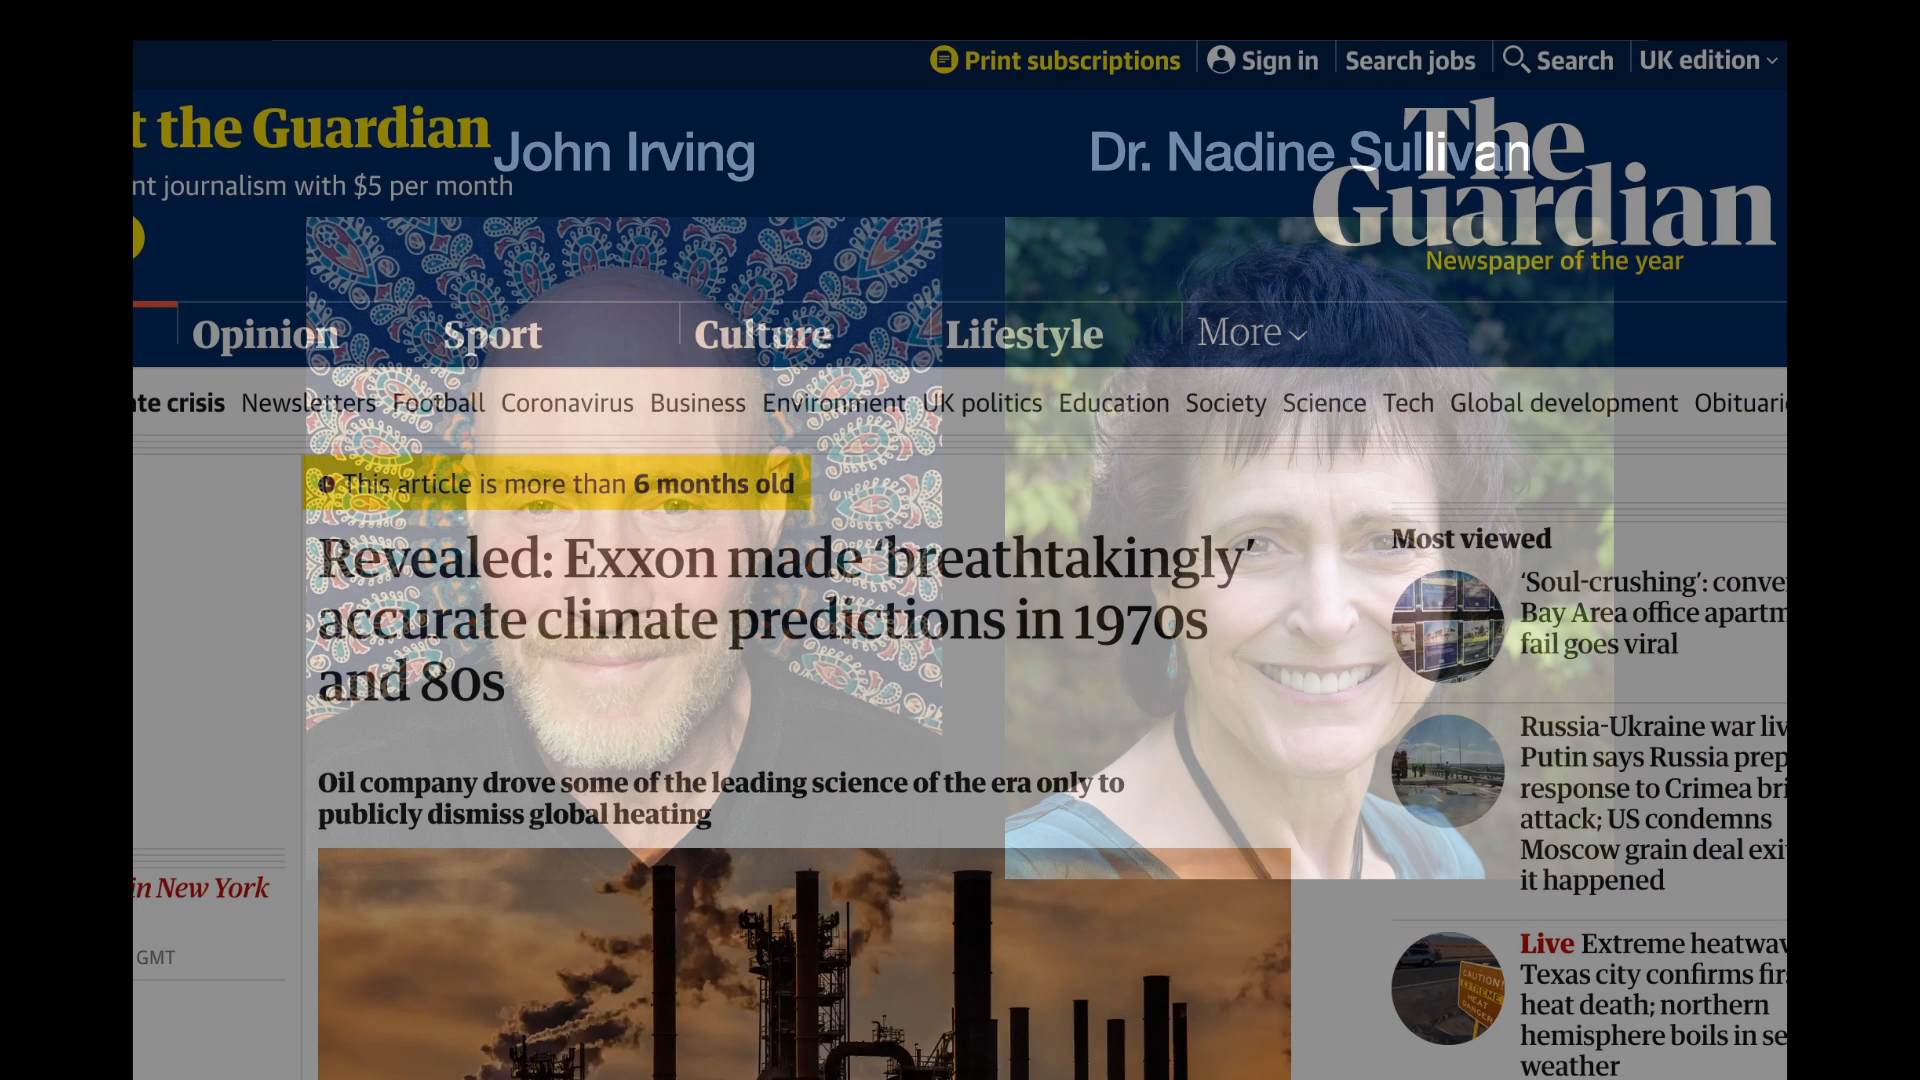 Print subscriptions Sign in Search jobs Search UK edition
t the Guardian
nt journalism with $5 per month
John Irving
Dr. Nadine Sullivan
The
Guardian
Newspaper of the year
Opinion Sport Culture Lifestyle More
te crisis Newsletters Football Coronavirus Business Environment UK politics Education Society Science Tech Global development Obituari
This article is more than 6 months old
Revealed: Exxon made ‘breathtakingly’
accurate climate predictions in 1970s
and 80s
Oil company drove some of the leading science of the era only to
publicly dismiss global heating
in New York
GMT
Most viewed
‘Soul-crushing’: conve
Bay Area office apartm
fail goes viral
Russia-Ukraine war liv
Putin says Russia prep
response to Crimea bri
attack; US condemns
Moscow grain deal exi
it happened
Live Extreme heatwav
Texas city confirms fir
heat death; northern
hemisphere boils in se
weather
CAUTION
EXTREME
HEAT
DANGER